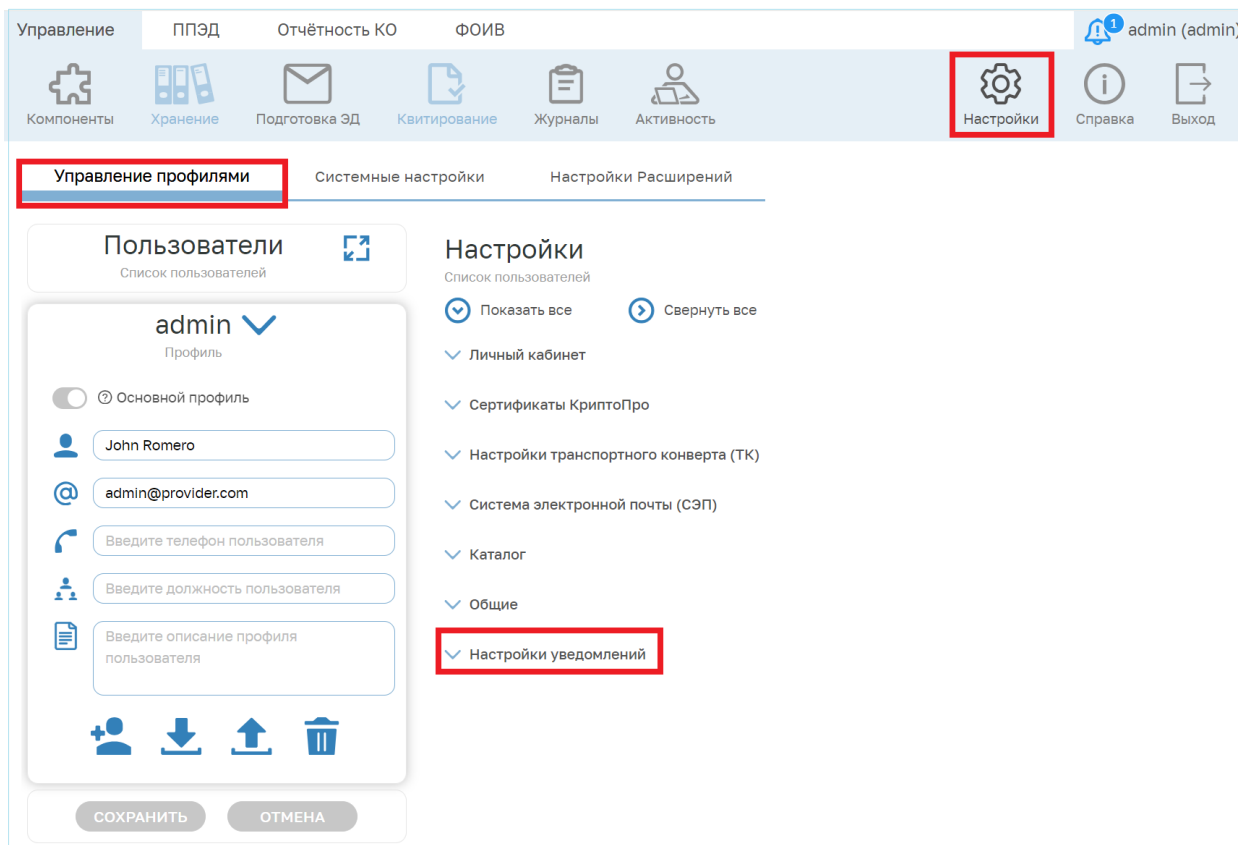 Управление ППЭД Отчётность КО ФОИВ 1 admin (admin)
Компоненты Хранение Подготовка ЭД Квитирование Журналы Активность Настройки Справка Выход
Управление профилями Системные настройки Настройки Расширений
Пользователи
Список пользователей
admin
Профиль
? Основной профиль
John Romero
@ admin@provider.com
Введите телефон пользователя
Введите должность пользователя
Введите описание профиля
пользователя
СОХРАНИТЬ ОТМЕНА
Настройки
Список пользователей
Показать все Свернуть все
Личный кабинет
Сертификаты КриптоПро
Настройки транспортного конверта (ТК)
Система электронной почты (СЭП)
Каталог
Общие
Настройки уведомлений